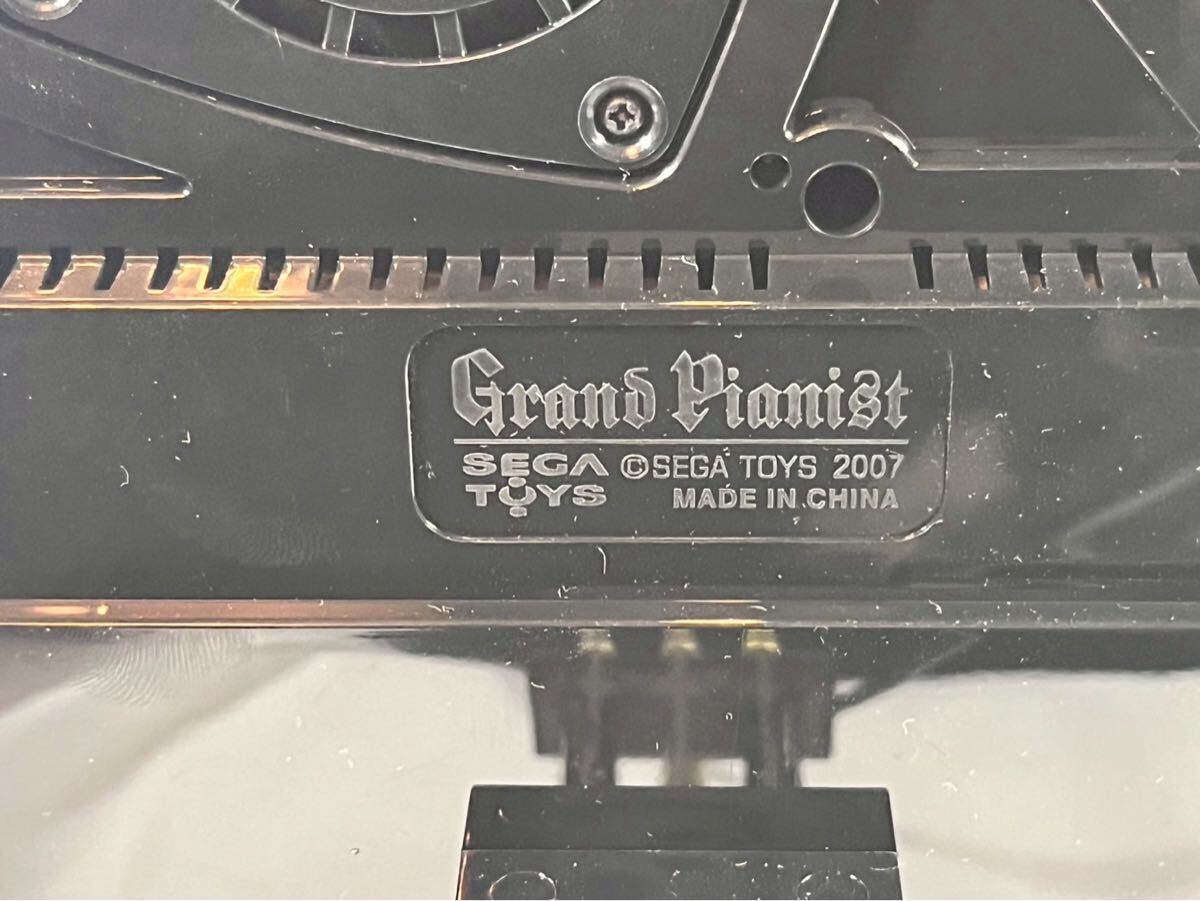 Grand Pianist
SEGA TOYS
©SEGA TOYS 2007
MADE IN CHINA